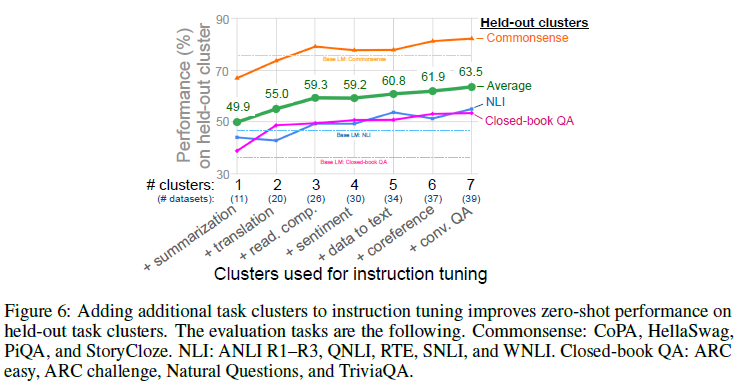 90
Held-out clusters
Performance (%)
on held-out cluster
Commonsense
Base LM: Commonsense
70
49.9
55.0
59.3
59.2
60.8
61.9
63.5
Average
NLI
50
Closed-book QA
Base LM: NLI
Base LM: Closed-book QA
30
# clusters: 1 2 3 4 5 6 7
(# datasets): (11) (20) (26) (30) (34) (37) (39)
+ summarization
+ translation
+ read. comp.
+ sentiment
+ data to text
+ coreference
+ conv. QA
Clusters used for instruction tuning
Figure 6: Adding additional task clusters to instruction tuning improves zero-shot performance on
held-out task clusters. The evaluation tasks are the following. Commonsense: CoPA, HellaSwag,
PiQA, and StoryCloze. NLI: ANLI R1–R3, QNLI, RTE, SNLI, and WNLI. Closed-book QA: ARC
easy, ARC challenge, Natural Questions, and TriviaQA.